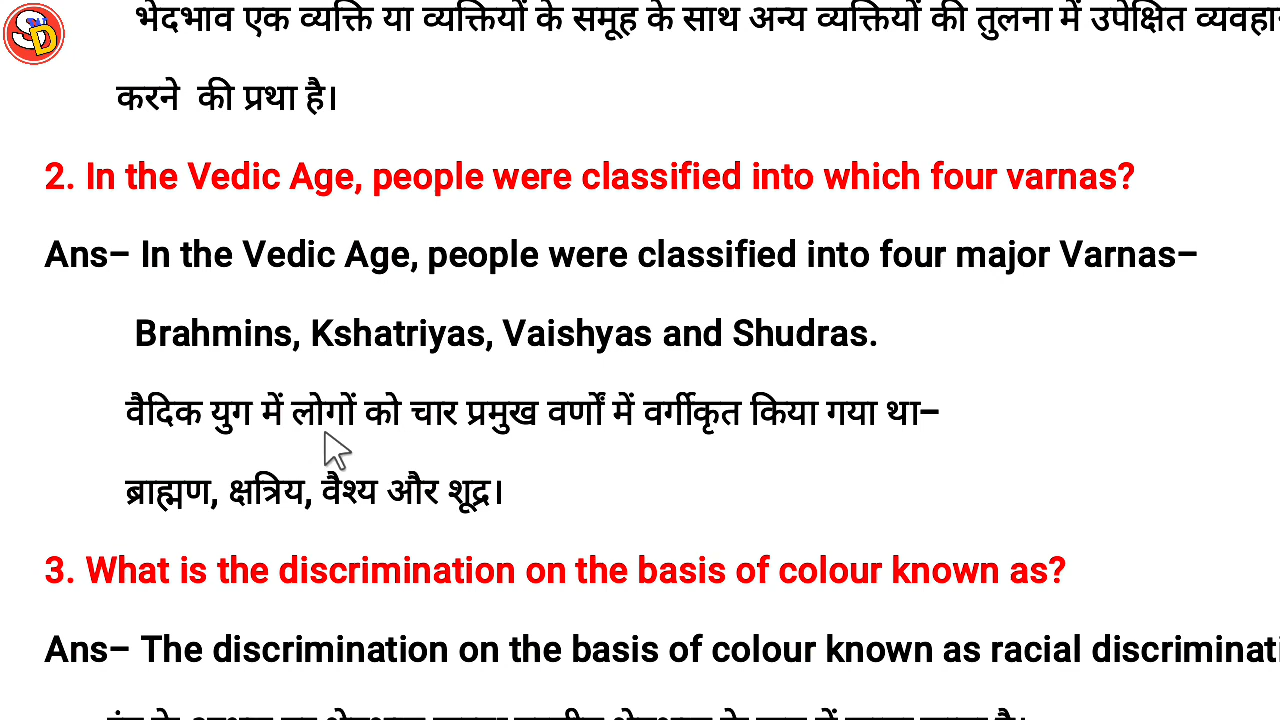 भेदभाव एक व्यक्ति या व्यक्तियों के समूह के साथ अन्य व्यक्तियों की तुलना में उपेक्षित
करने की प्रथा है।
2. In the Vedic Age, people were classified into which four varnas?
Ans– In the Vedic Age, people were classified into four major Varnas–
Brahmins, Kshatriyas, Vaishyas and Shudras.
वैदिक युग में लोगों को चार प्रमुख वर्णों में वर्गीकृत किया गया था–
ब्राह्मण, क्षत्रिय, वैश्य और शूद्र।
3. What is the discrimination on the basis of colour known as?
Ans– The discrimination on the basis of colour known as racial discriminati